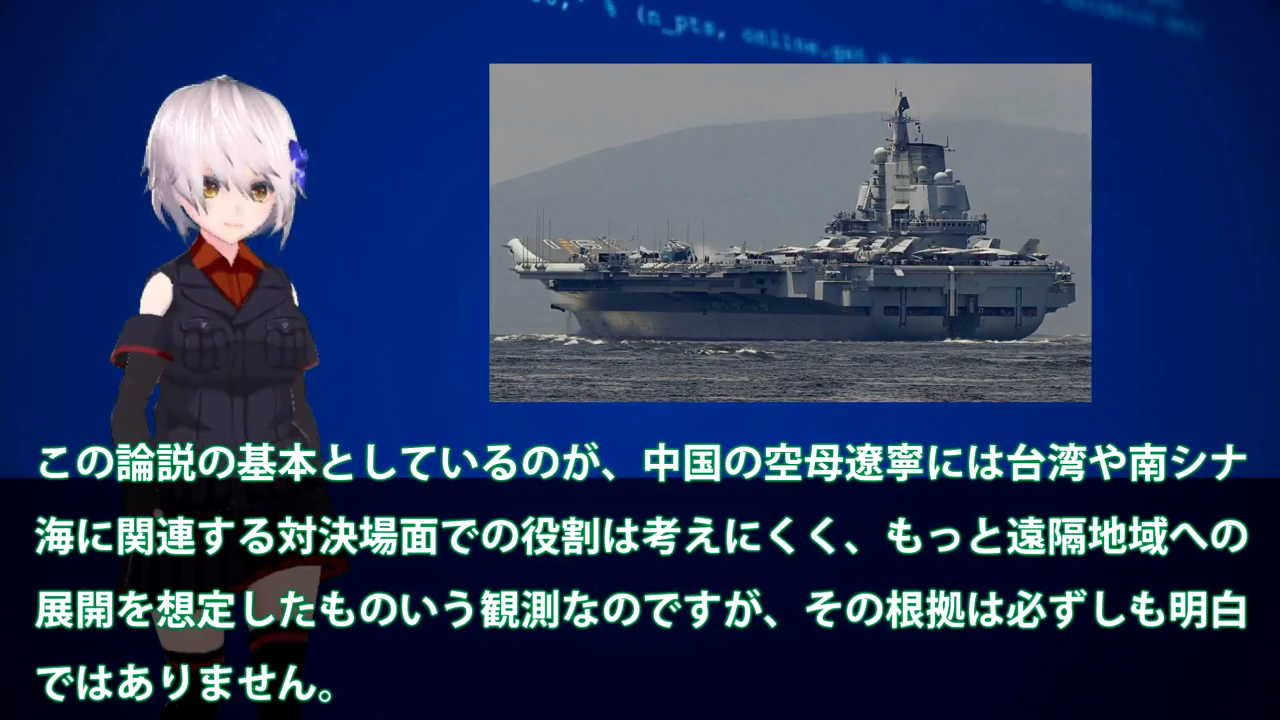 (n_pts, online.get
この論説の基本としているのが、中国の空母遼寧には台湾や南シナ
海に関連する対決場面での役割は考えにくく、もっと遠隔地域への
展開を想定したものいう観測なのですが、その根拠は必ずしも明白
ではありません。